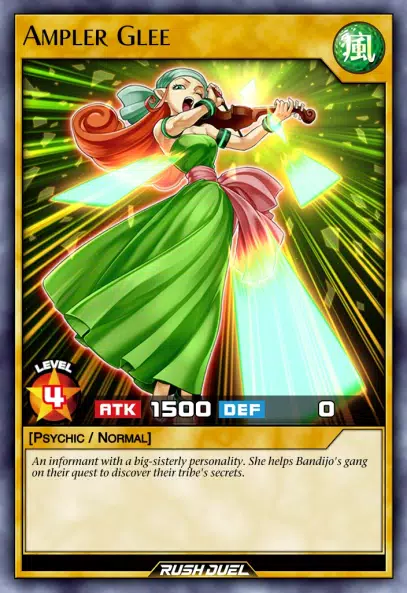 Ampler Glee
風
LEVEL
4
ATK 1500 DEF 0
[Psychic / Normal]
An informant with a big-sisterly personality. She helps Bandijo's gang
on their quest to discover their tribe's secrets.
RUSH DUEL